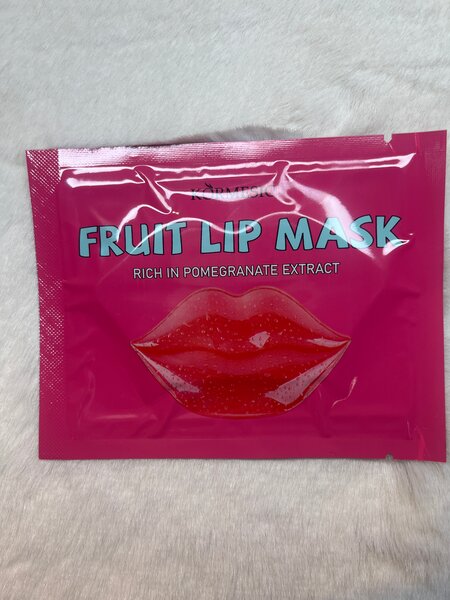 KORMESIC
FRUIT LIP MASK
RICH IN POMEGRANATE EXTRACT